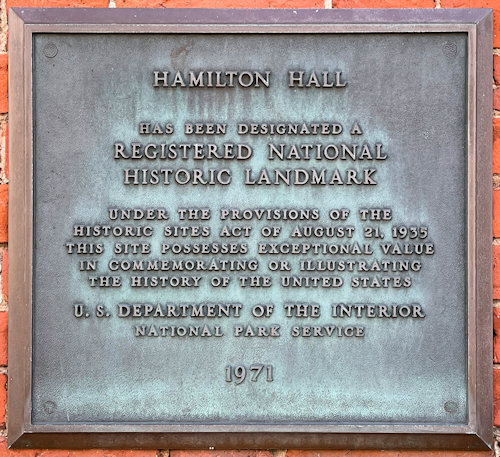 HAMILTON HALL
HAS BEEN DESIGNATED A
REGISTERED NATIONAL
HISTORIC LANDMARK
UNDER THE PROVISIONS OF THE
HISTORIC SITES ACT OF AUGUST 21, 1935
THIS SITE POSSESSES EXCEPTIONAL VALUE
IN COMMEMORATING OR ILLUSTRATING
THE HISTORY OF THE UNITED STATES
U. S. DEPARTMENT OF THE INTERIOR
NATIONAL PARK SERVICE
1971